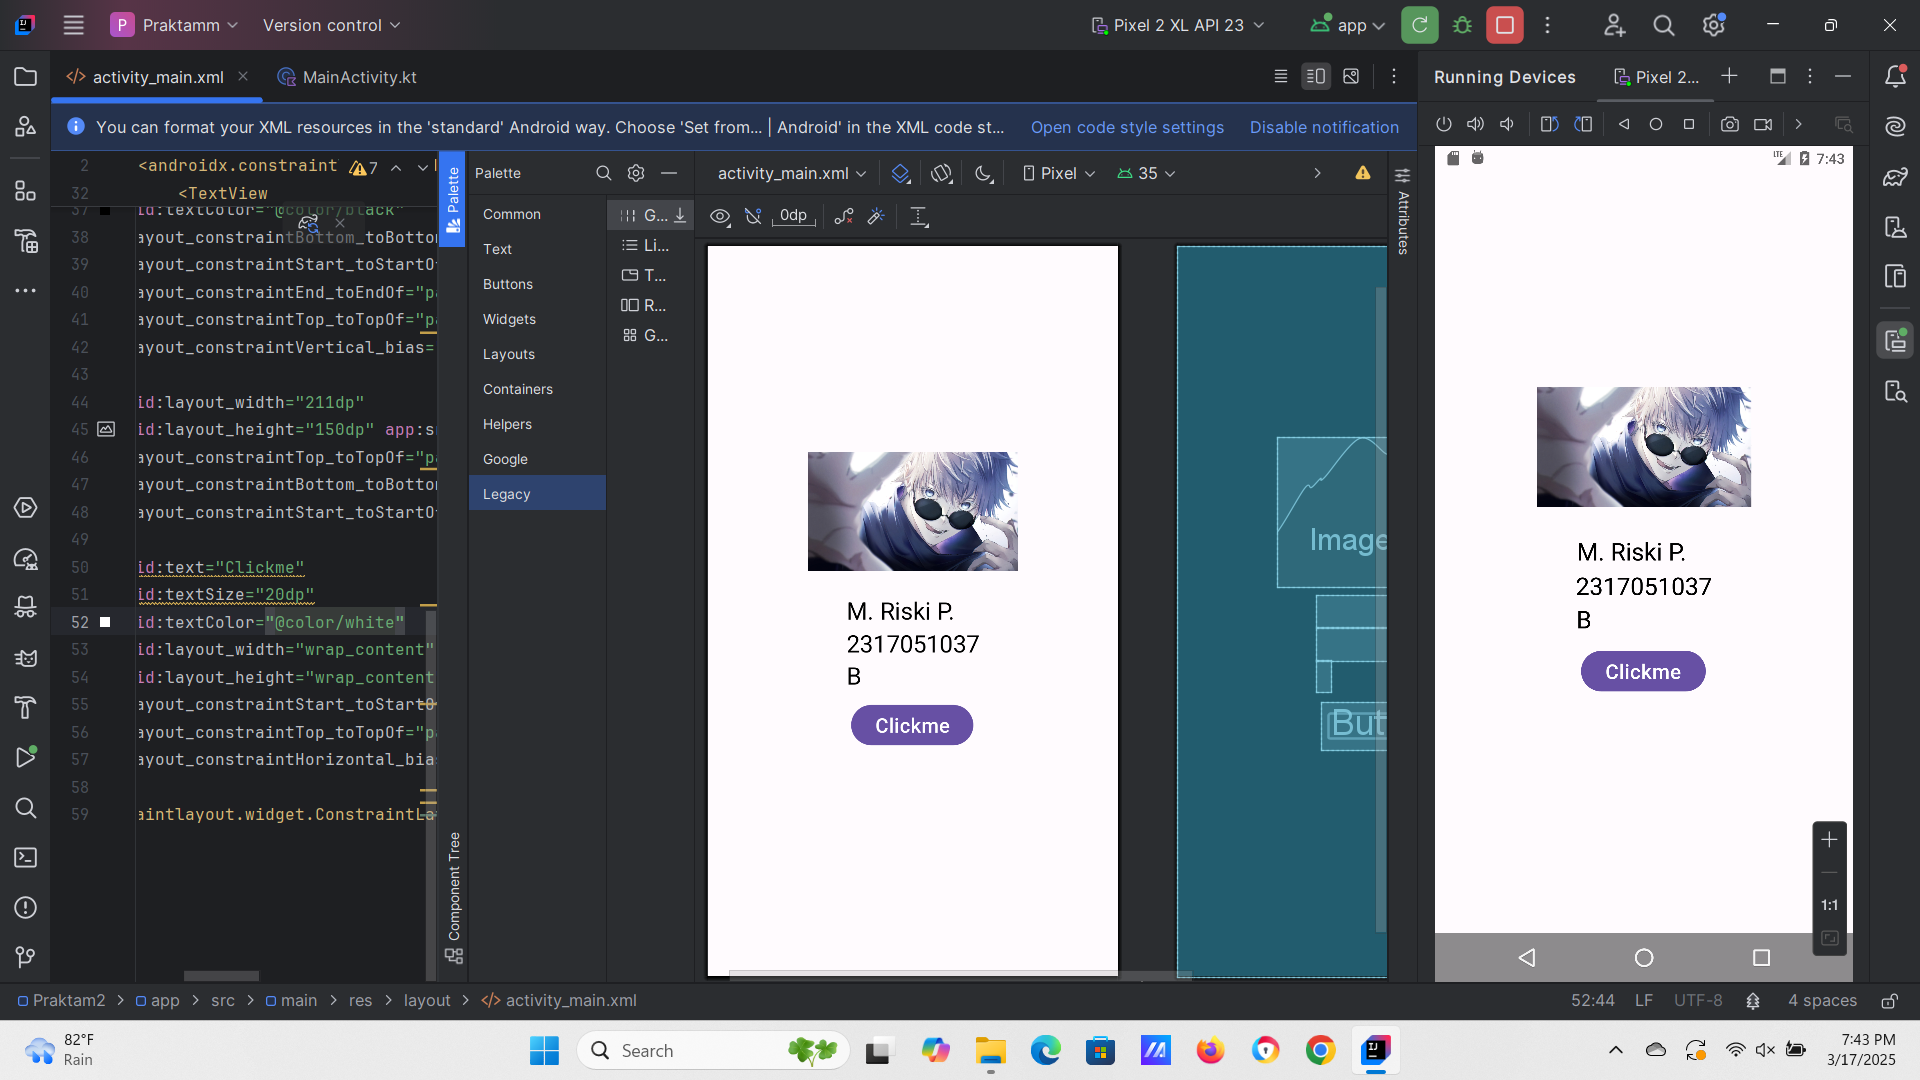 P Praktamm
Version control
Pixel 2 XL API 23
app
activity_main.xml
MainActivity.kt
Running Devices
Pixel 2...
You can format your XML resources in the 'standard' Android way. Choose 'Set from... | Android' in the XML code st...
Open code style settings
Disable notification
2 <androidx.constraint
7
32 <TextView
37 id:textColor="@color/black"
38 ayout_constraintBottom_toBottom
39 ayout_constraintStart_toStartO
40 ayout_constraintEnd_toEndOf="p
41 ayout_constraintTop_toTopOf="p
42 ayout_constraintVertical_bias=
43
44 id:layout_width="211dp"
45 id:layout_height="150dp" app:s
46 ayout_constraintTop_toTopOf="p
47 ayout_constraintBottom_toBottom
48 ayout_constraintStart_toStartO
49
50 id:text="Clickme"
51 id:textSize="20dp"
52 id:textColor="@color/white"
53 id:layout_width="wrap_content"
54 id:layout_height="wrap_content
55 ayout_constraintStart_toStartO
56 ayout_constraintTop_toTopOf="p
57 ayout_constraintHorizontal_bia
58
59 aintlayout.widget.ConstraintLa
Palette
Component Tree
Palette
Common
Text
Buttons
Widgets
Layouts
Containers
Helpers
Google
Legacy
G...
Li...
T...
R...
G...
activity_main.xml
Pixel
35
0dp
M. Riski P.
2317051037
B
Clickme
Image
But
Attributes
LTE
7:43
M. Riski P.
2317051037
B
Clickme
1:1
Praktam2 > app > src > main > res > layout > activity_main.xml
52:44
LF
UTF-8
4 spaces
82°F
Rain
Search
7:43 PM
3/17/2025